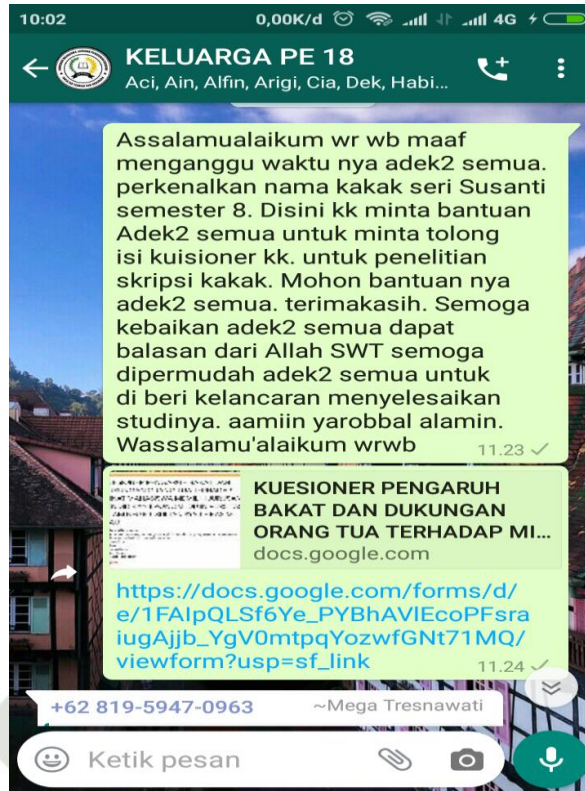 10:02 0,00K/d 4G
KELUARGA PE 18
Aci, Ain, Alfin, Arigi, Cia, Dek, Habi...
Assalamualaikum wr wb maaf
menganggu waktu nya adek2 semua.
perkenalkan nama kakak seri Susanti
semester 8. Disini kk minta bantuan
Adek2 semua untuk minta tolong
isi kuisioner kk. untuk penelitian
skripsi kakak. Mohon bantuan nya
adek2 semua. terimakasih. Semoga
kebaikan adek2 semua dapat
balasan dari Allah SWT semoga
dipermudah adek2 semua untuk
di beri kelancaran menyelesaikan
studinya. aamiin yarobbal alamin.
Wassalamu'alaikum wrwb 11.23
KUESIONER PENGARUH
BAKAT DAN DUKUNGAN
ORANG TUA TERHADAP MI...
docs.google.com
https://docs.google.com/forms/d/
e/1FAIpQLSf6Ye_PYBhAVlEcoPFsra
iugAjjb_YgV0mtpqYozwfGNt71MQ/
viewform?usp=sf_link 11.24
+62 819-5947-0963 ~Mega Tresnawati
Ketik pesan